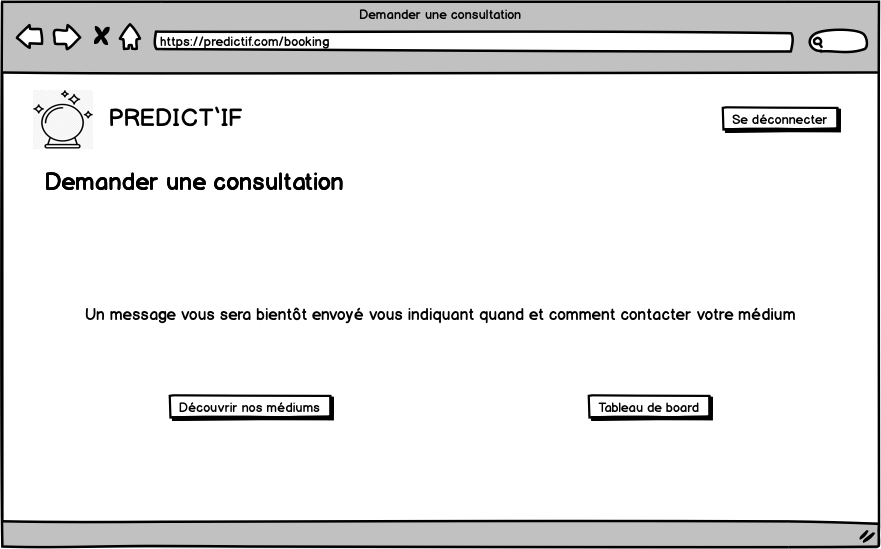 Demander une consultation
https://predictif.com/booking
PREDICT'IF
Se déconnecter
Demander une consultation
Un message vous sera bientôt envoyé vous indiquant quand et comment contacter votre médium
Découvrir nos médiums
Tableau de board